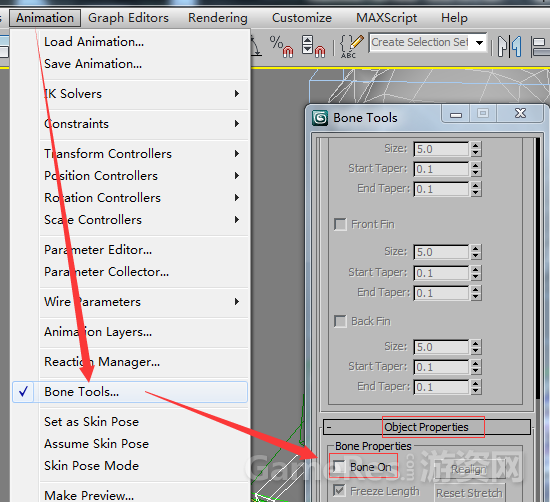 Animation Graph Editors Rendering Customize MAXScript Help
Load Animation...
Save Animation...
IK Solvers
Constraints
Transform Controllers
Position Controllers
Rotation Controllers
Scale Controllers
Parameter Editor...
Parameter Collector...
Wire Parameters
Animation Layers...
Reaction Manager...
Bone Tools...
Set as Skin Pose
Assume Skin Pose
Skin Pose Mode
Make Preview...
%
ABC
Create Selection Set
Bone Tools
Size: 5.0
Start Taper: 0.1
End Taper: 0.1
Front Fin
Size: 5.0
Start Taper: 0.1
End Taper: 0.1
Back Fin
Size: 5.0
Start Taper: 0.1
End Taper: 0.1
- Object Properties
Bone Properties
Bone On Realign
Freeze Length Reset Stretch
GameRes.com 游资网